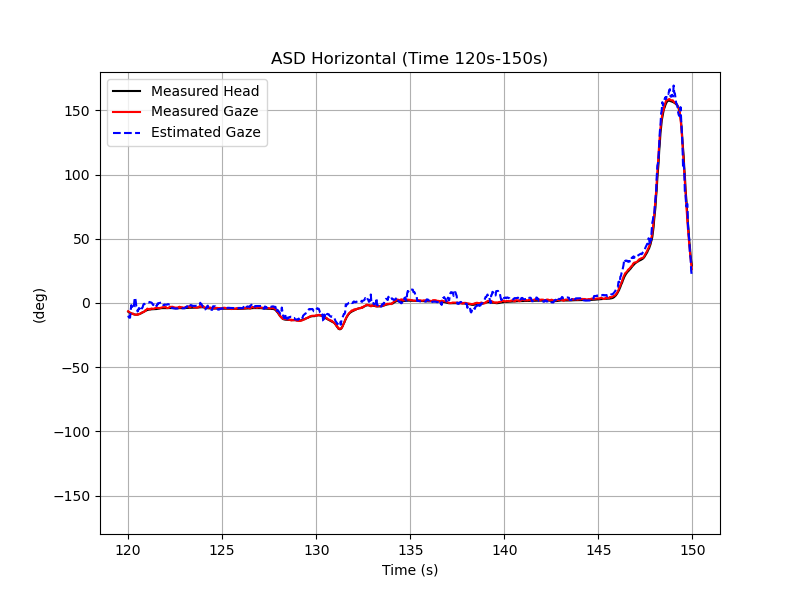 ASD Horizontal (Time 120s-150s)
Measured Head
Measured Gaze
Estimated Gaze
150
100
50
0
−50
−100
−150
(deg)
120 125 130 135 140 145 150
Time (s)